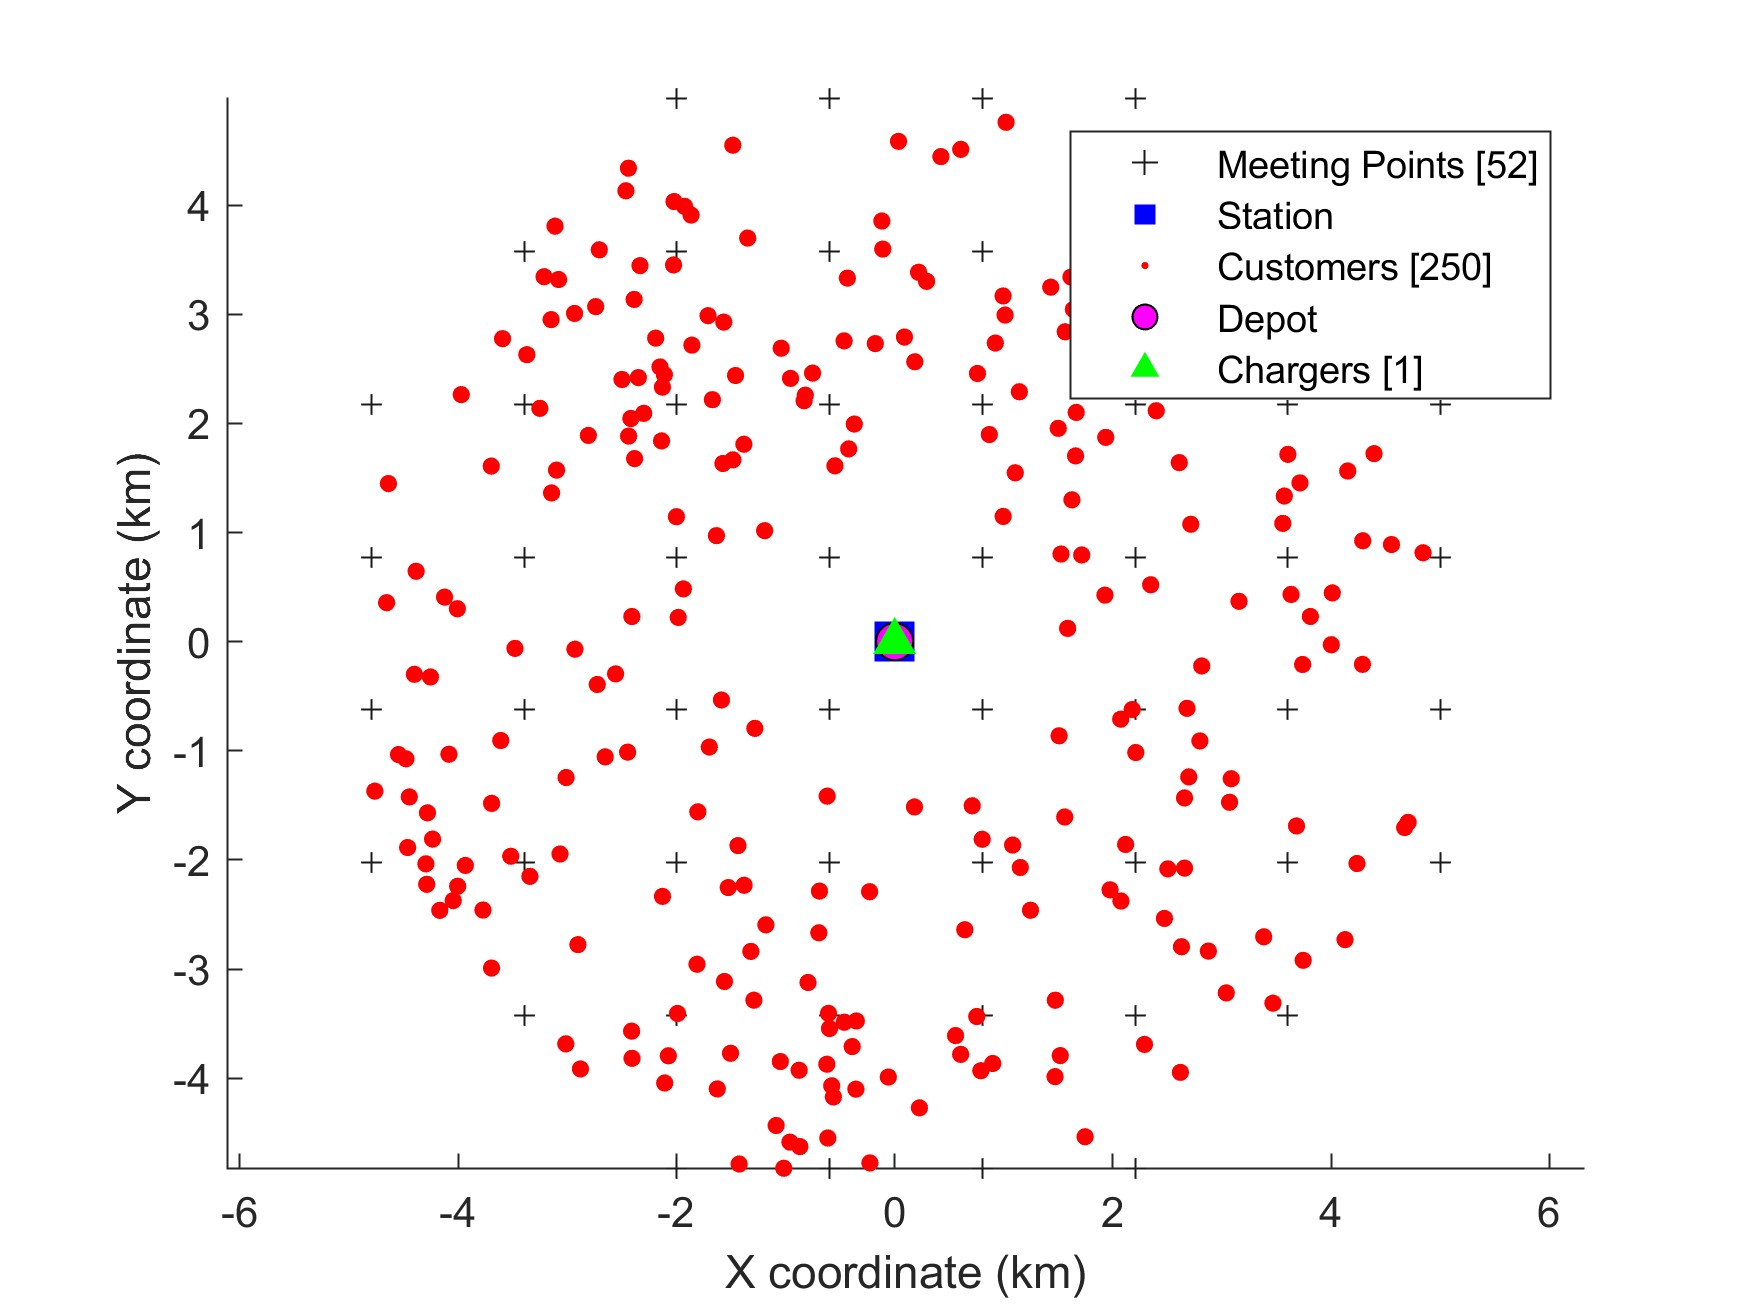 Meeting Points [52]
Station
Customers [250]
Depot
Chargers [1]
Y coordinate (km)
4
3
2
1
0
-1
-2
-3
-4
-6 -4 -2 0 2 4 6
X coordinate (km)